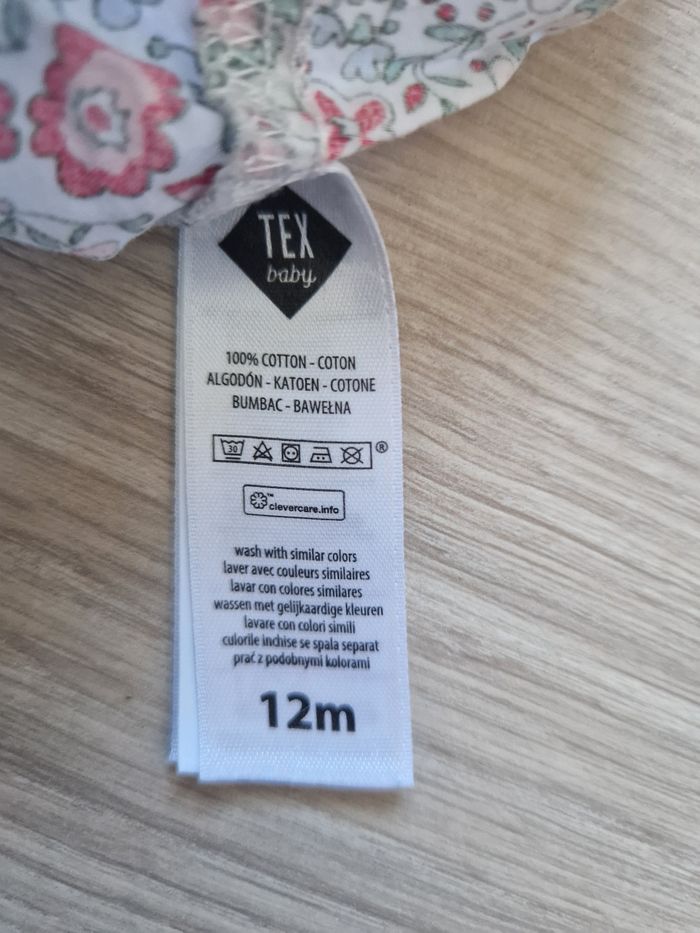 TEX
baby
100% COTTON - COTON
ALGODÓN - KATOEN - COTONE
BUMBAC - BAWEŁNA
30
®
™
clevercare.info
wash with similar colors
laver avec couleurs similaires
lavar con colores similares
wassen met gelijkaardige kleuren
lavare con colori simili
culorile inchise se spala separat
prać z podobnymi kolorami
12m